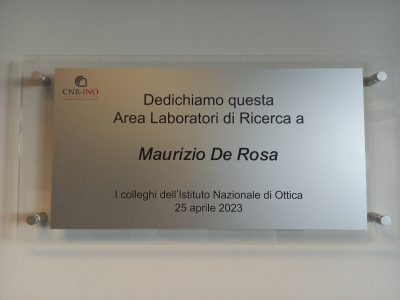 CNR-INO
Dedichiamo questa
Area Laboratori di Ricerca a
Maurizio De Rosa
I colleghi dell'Istituto Nazionale di Ottica
25 aprile 2023